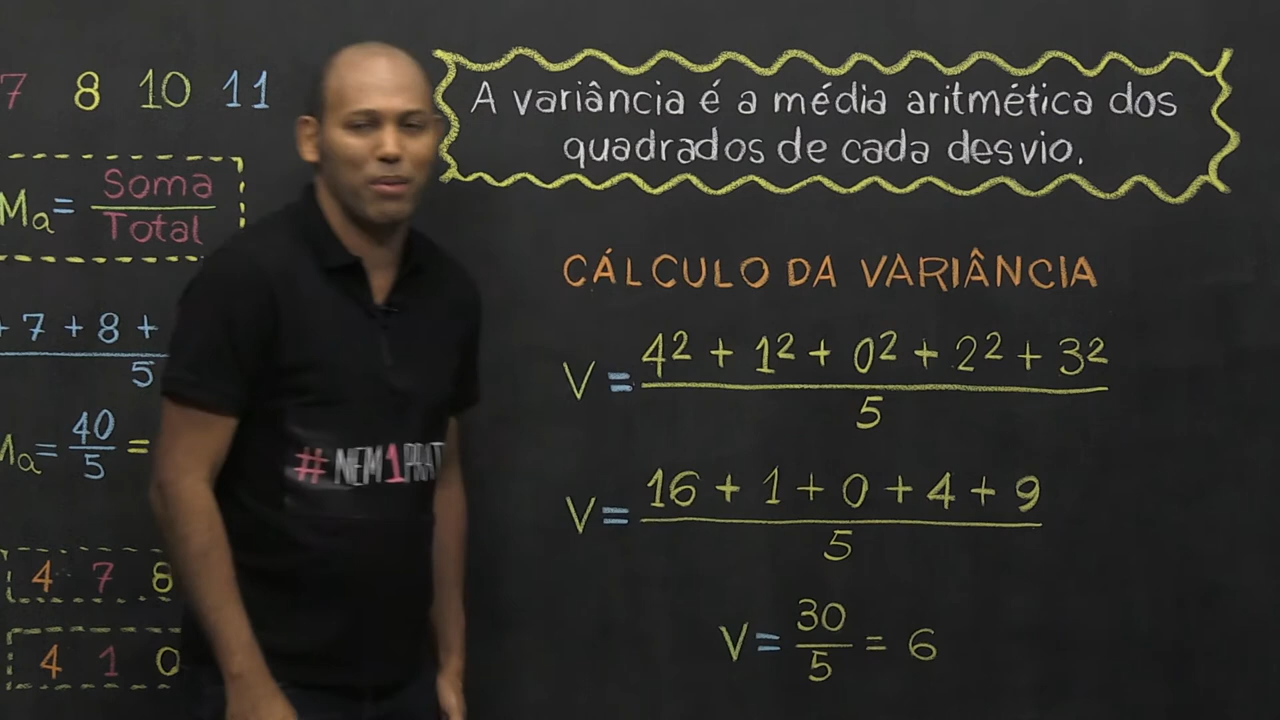 7 8 10 11
Ma = Soma
Total
+ 7 + 8 +
5
Ma = 40
5
=
4 7 8
4 1 0
#NEM1PRAT
A variância é a média aritmética dos
quadrados de cada desvio.
CÁLCULO DA VARIÂNCIA
V = 4² + 1² + 0² + 2² + 3²
5
V = 16 + 1 + 0 + 4 + 9
5
V = 30
5
= 6